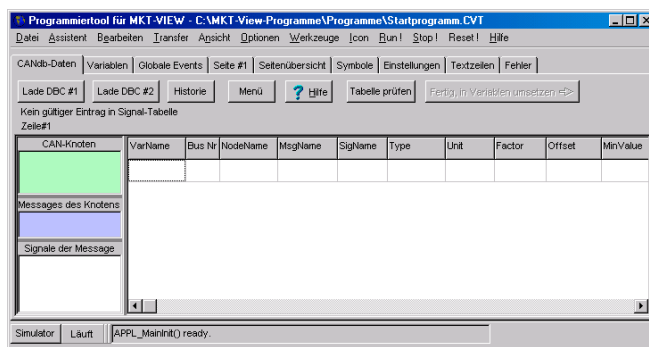 Programmiertool für MKT-VIEW - C:\MKT-View-Programme\Programme\Startprogramm.CVT
Datei Assistent Bearbeiten Transfer Ansicht Optionen Werkzeuge Icon Run! Stop! Reset! Hilfe
CANdb-Daten Variablen Globale Events Seite #1 Seitenübersicht Symbole Einstellungen Textzeilen Fehler
Lade DBC #1 Lade DBC #2 Historie Menü ? Hilfe Tabelle prüfen Fertig, in Variablen umsetzen =>
Kein gültiger Eintrag in Signal-Tabelle
Zeile#1
CAN-Knoten VarName Bus Nr NodeName MsgName SigName Type Unit Factor Offset MinValue
Messages des Knotens
Signale der Message
Simulator Läuft APPL_MainInit() ready.